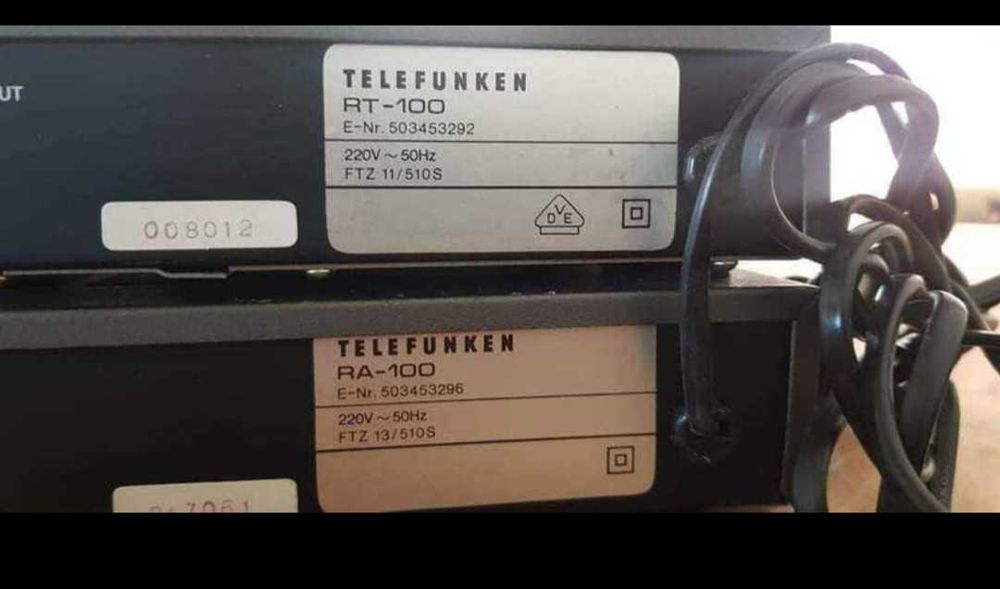 UT
TELEFUNKEN
RT-100
E-Nr. 503453292
220V ~ 50Hz
FTZ 11/510S
DVE
008012
TELEFUNKEN
RA-100
E-Nr. 503453296
220V ~ 50Hz
FTZ 13/510S